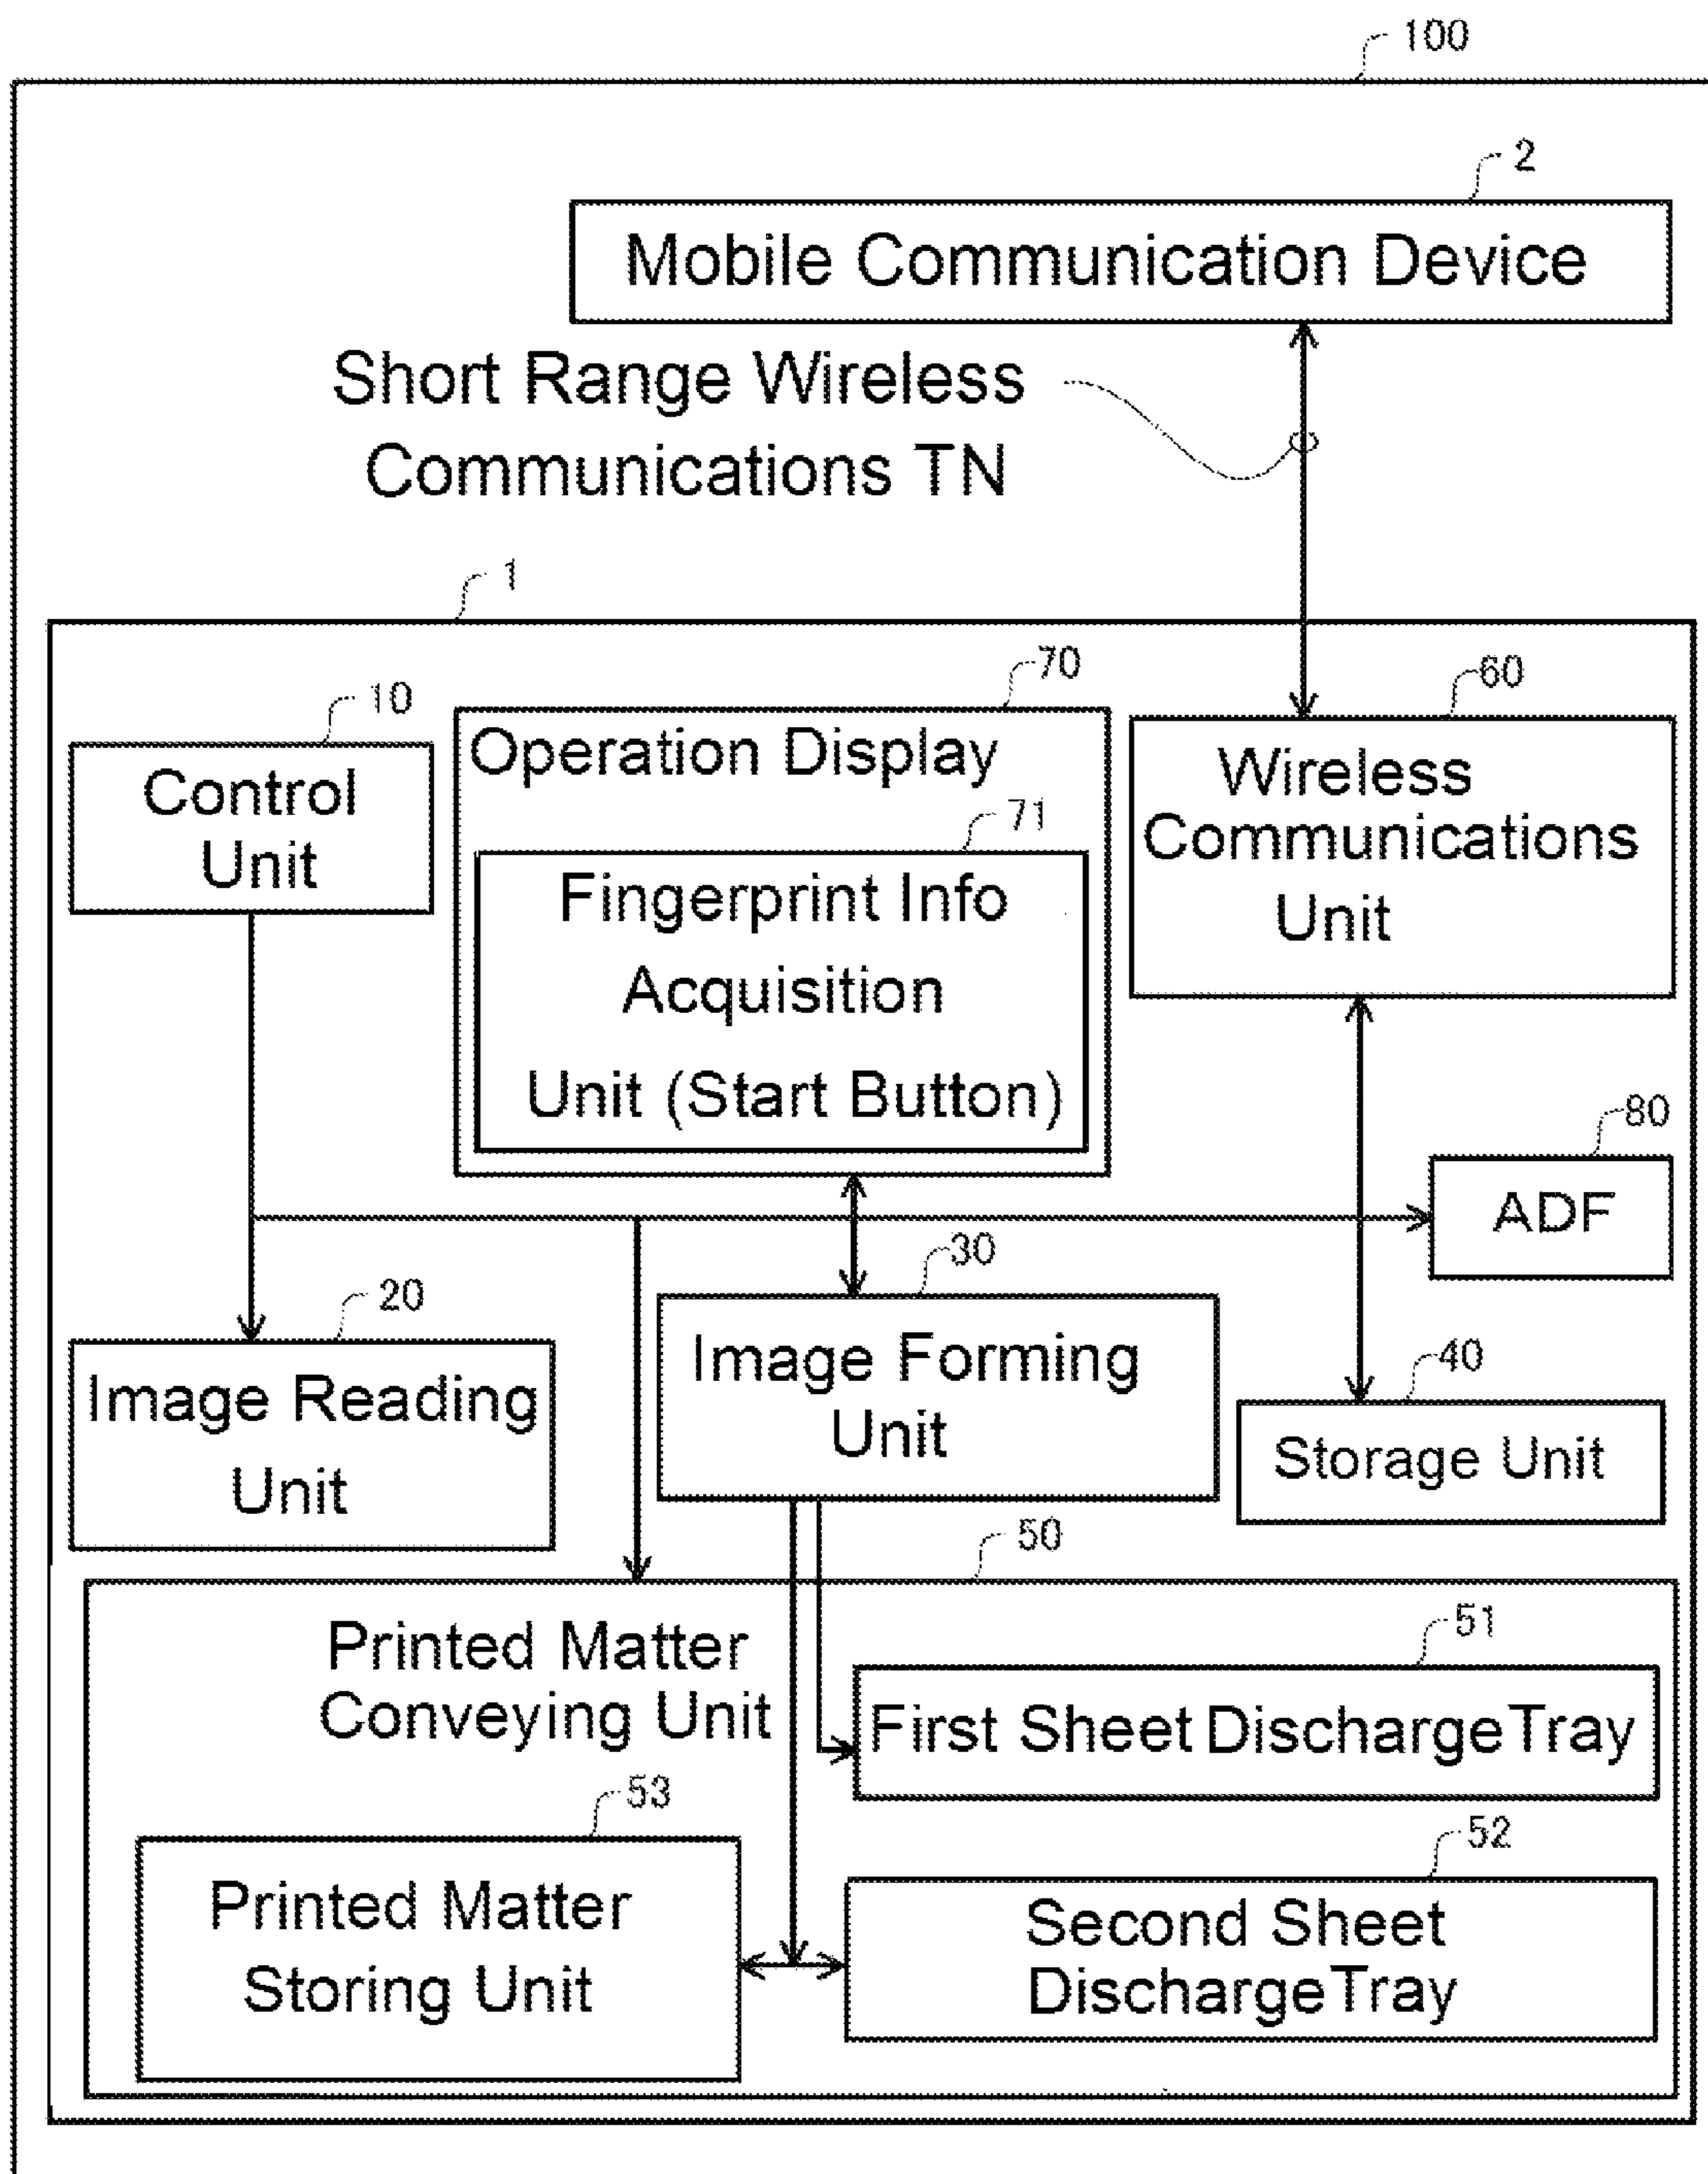 100
2
Mobile Communication Device
Short Range Wireless
Communications TN
1
70
60
10
Operation Display
Control
Unit
Wireless
Communications
Unit
71
Fingerprint Info
Acquisition
Unit (Start Button)
80
ADF
30
20
Image Forming
Unit
40
Image Reading
Unit
Storage Unit
50
Printed Matter
Conveying Unit
51
First Sheet Discharge Tray
53
52
Printed Matter
Storing Unit
Second Sheet
Discharge Tray